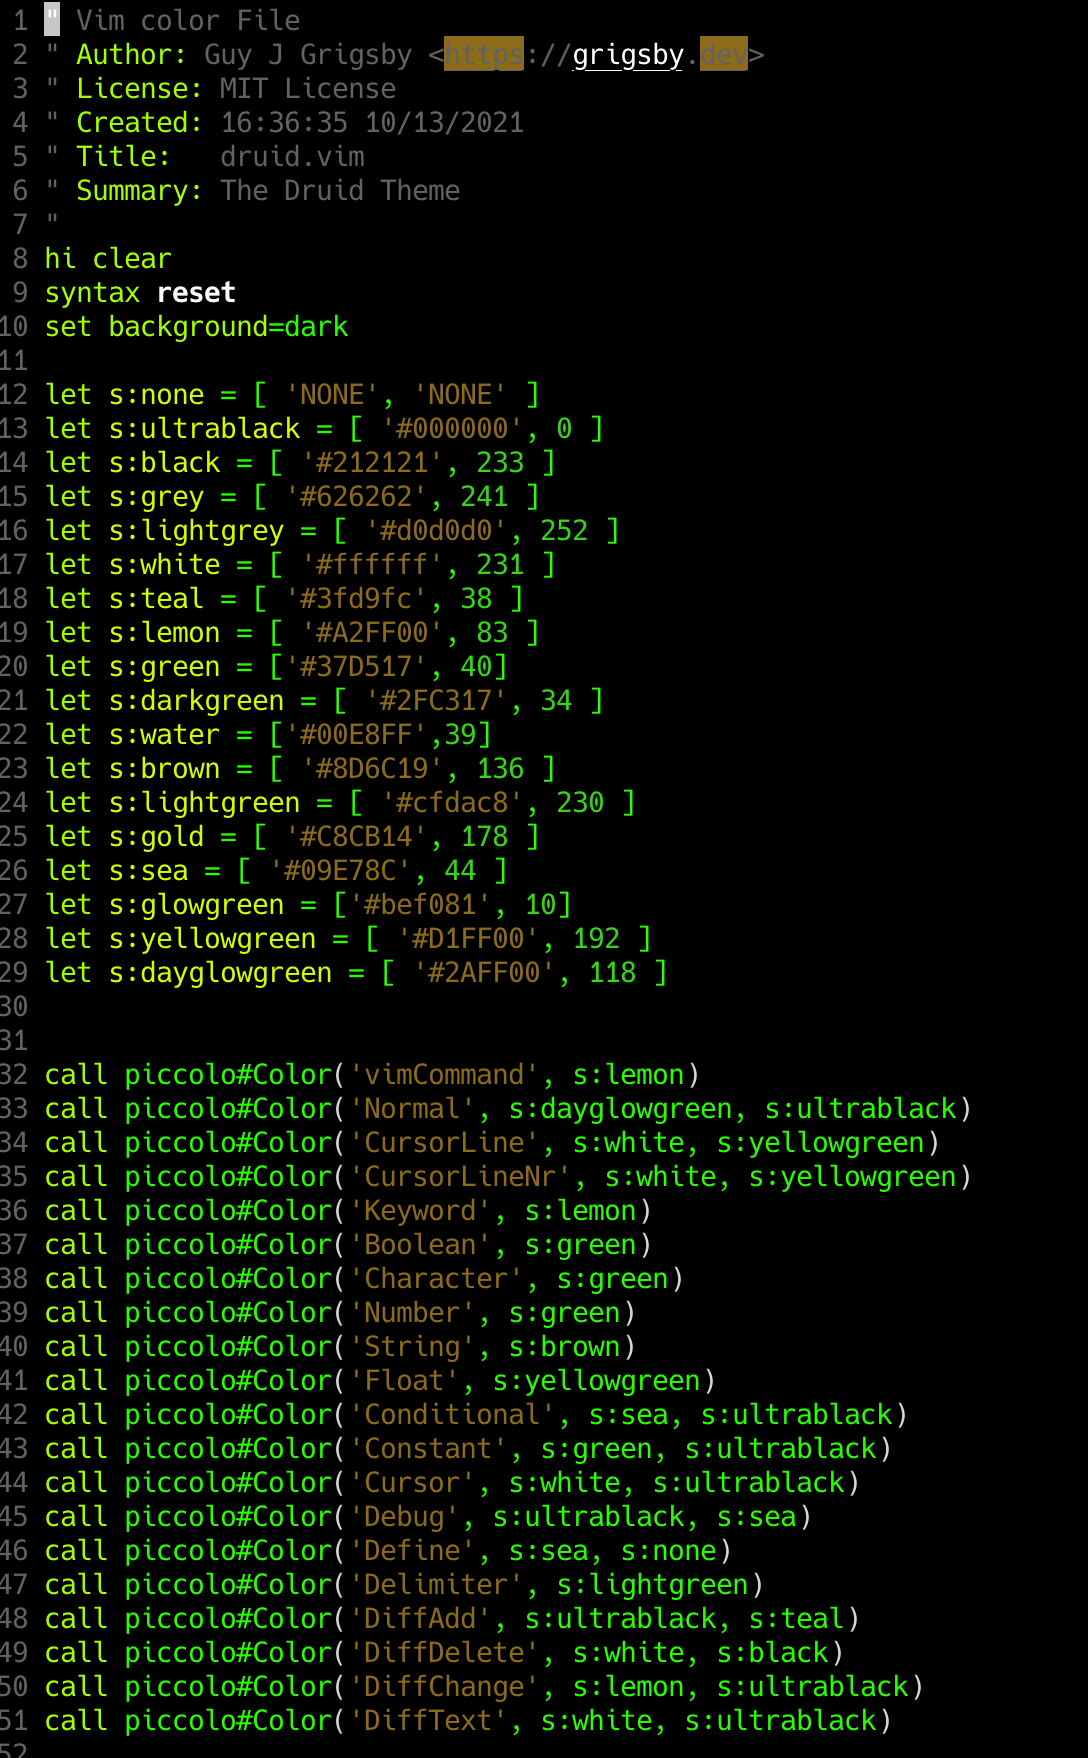 1 " Vim color File
2 " Author: Guy J Grigsby <https://grigsby.dev>
3 " License: MIT License
4 " Created: 16:36:35 10/13/2021
5 " Title:   druid.vim
6 " Summary: The Druid Theme
7 "
8 hi clear
9 syntax reset
10 set background=dark
11
12 let s:none = [ 'NONE', 'NONE' ]
13 let s:ultrablack = [ '#000000', 0 ]
14 let s:black = [ '#212121', 233 ]
15 let s:grey = [ '#626262', 241 ]
16 let s:lightgrey = [ '#d0d0d0', 252 ]
17 let s:white = [ '#ffffff', 231 ]
18 let s:teal = [ '#3fd9fc', 38 ]
19 let s:lemon = [ '#A2FF00', 83 ]
20 let s:green = ['#37D517', 40]
21 let s:darkgreen = [ '#2FC317', 34 ]
22 let s:water = ['#00E8FF',39]
23 let s:brown = [ '#8D6C19', 136 ]
24 let s:lightgreen = [ '#cfdac8', 230 ]
25 let s:gold = [ '#C8CB14', 178 ]
26 let s:sea = [ '#09E78C', 44 ]
27 let s:glowgreen = ['#bef081', 10]
28 let s:yellowgreen = [ '#D1FF00', 192 ]
29 let s:dayglowgreen = [ '#2AFF00', 118 ]
30
31
32 call piccolo#Color('vimCommand', s:lemon)
33 call piccolo#Color('Normal', s:dayglowgreen, s:ultrablack)
34 call piccolo#Color('CursorLine', s:white, s:yellowgreen)
35 call piccolo#Color('CursorLineNr', s:white, s:yellowgreen)
36 call piccolo#Color('Keyword', s:lemon)
37 call piccolo#Color('Boolean', s:green)
38 call piccolo#Color('Character', s:green)
39 call piccolo#Color('Number', s:green)
40 call piccolo#Color('String', s:brown)
41 call piccolo#Color('Float', s:yellowgreen)
42 call piccolo#Color('Conditional', s:sea, s:ultrablack)
43 call piccolo#Color('Constant', s:green, s:ultrablack)
44 call piccolo#Color('Cursor', s:white, s:ultrablack)
45 call piccolo#Color('Debug', s:ultrablack, s:sea)
46 call piccolo#Color('Define', s:sea, s:none)
47 call piccolo#Color('Delimiter', s:lightgreen)
48 call piccolo#Color('DiffAdd', s:ultrablack, s:teal)
49 call piccolo#Color('DiffDelete', s:white, s:black)
50 call piccolo#Color('DiffChange', s:lemon, s:ultrablack)
51 call piccolo#Color('DiffText', s:white, s:ultrablack)
52